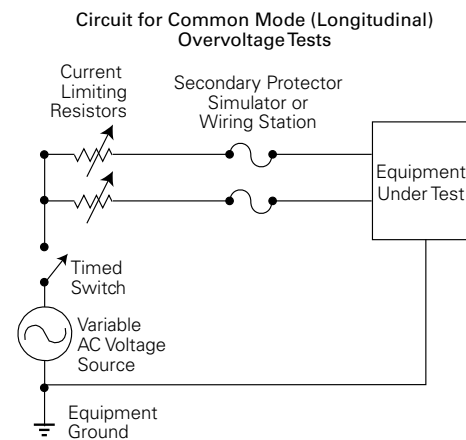 Circuit for Common Mode (Longitudinal)
Overvoltage Tests
Current
Limiting
Resistors
Secondary Protector
Simulator or
Wiring Station
Equipment
Under Test
Timed
Switch
Variable
AC Voltage
Source
Equipment
Ground